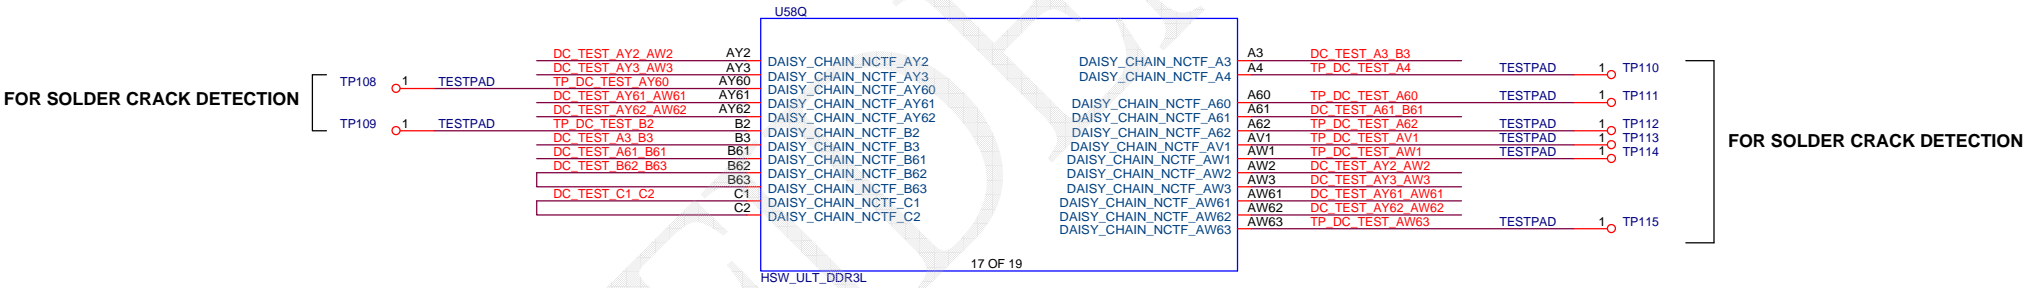 U58Q
FOR SOLDER CRACK DETECTION
TP108 1 TESTPAD
TP109 1 TESTPAD
DC_TEST_AY2_AW2 AY2 DAISY_CHAIN_NCTF_AY2
DC_TEST_AY3_AW3 AY3 DAISY_CHAIN_NCTF_AY3
TP_DC_TEST_AY60 AY60 DAISY_CHAIN_NCTF_AY60
DC_TEST_AY61_AW61 AY61 DAISY_CHAIN_NCTF_AY61
DC_TEST_AY62_AW62 AY62 DAISY_CHAIN_NCTF_AY62
TP_DC_TEST_B2 B2 DAISY_CHAIN_NCTF_B2
DC_TEST_A3_B3 B3 DAISY_CHAIN_NCTF_B3
DC_TEST_A61_B61 B61 DAISY_CHAIN_NCTF_B61
DC_TEST_B62_B63 B62 DAISY_CHAIN_NCTF_B62
B63 DAISY_CHAIN_NCTF_B63
DC_TEST_C1_C2 C1 DAISY_CHAIN_NCTF_C1
C2 DAISY_CHAIN_NCTF_C2
DAISY_CHAIN_NCTF_A3 A3 DC_TEST_A3_B3
DAISY_CHAIN_NCTF_A4 A4 TP_DC_TEST_A4 TESTPAD 1 TP110
DAISY_CHAIN_NCTF_A60 A60 TP_DC_TEST_A60 TESTPAD 1 TP111
DAISY_CHAIN_NCTF_A61 A61 DC_TEST_A61_B61
DAISY_CHAIN_NCTF_A62 A62 TP_DC_TEST_A62 TESTPAD 1 TP112
DAISY_CHAIN_NCTF_AV1 AV1 TP_DC_TEST_AV1 TESTPAD 1 TP113
DAISY_CHAIN_NCTF_AW1 AW1 TP_DC_TEST_AW1 TESTPAD 1 TP114
DAISY_CHAIN_NCTF_AW2 AW2 DC_TEST_AY2_AW2
DAISY_CHAIN_NCTF_AW3 AW3 DC_TEST_AY3_AW3
DAISY_CHAIN_NCTF_AW61 AW61 DC_TEST_AY61_AW61
DAISY_CHAIN_NCTF_AW62 AW62 DC_TEST_AY62_AW62
DAISY_CHAIN_NCTF_AW63 AW63 TP_DC_TEST_AW63 TESTPAD 1 TP115
FOR SOLDER CRACK DETECTION
17 OF 19
HSW_ULT_DDR3L